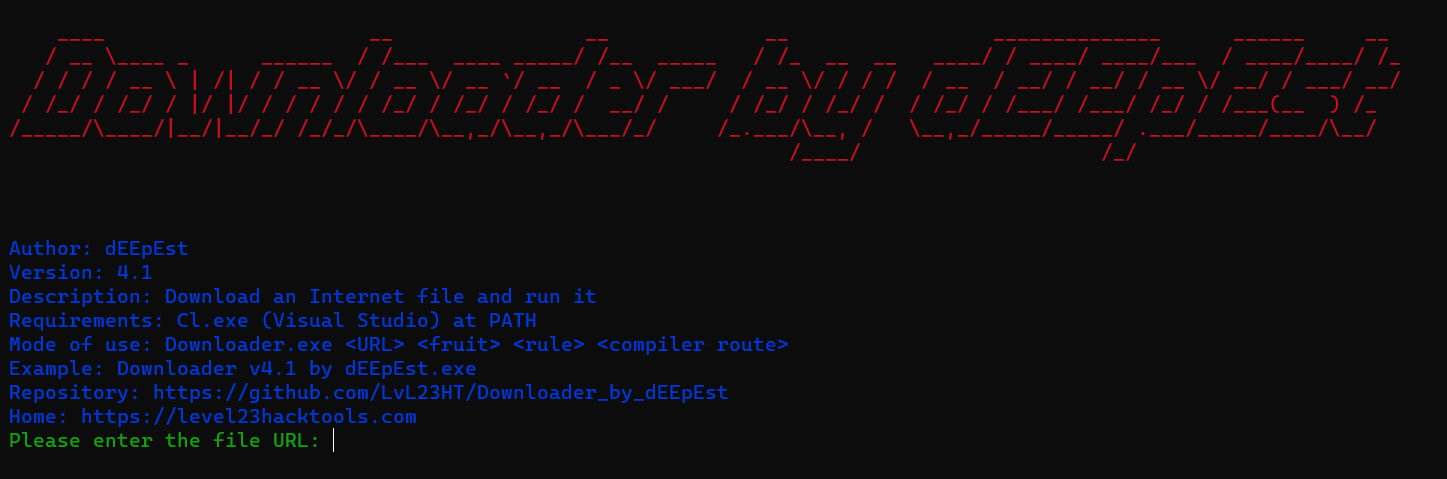 Downloader by dEEpEst
Author: dEEpEst
Version: 4.1
Description: Download an Internet file and run it
Requirements: Cl.exe (Visual Studio) at PATH
Mode of use: Downloader.exe <URL> <fruit> <rule> <compiler route>
Example: Downloader v4.1 by dEEpEst.exe
Repository: https://github.com/LvL23HT/Downloader_by_dEEpEst
Home: https://level23hacktools.com
Please enter the file URL: